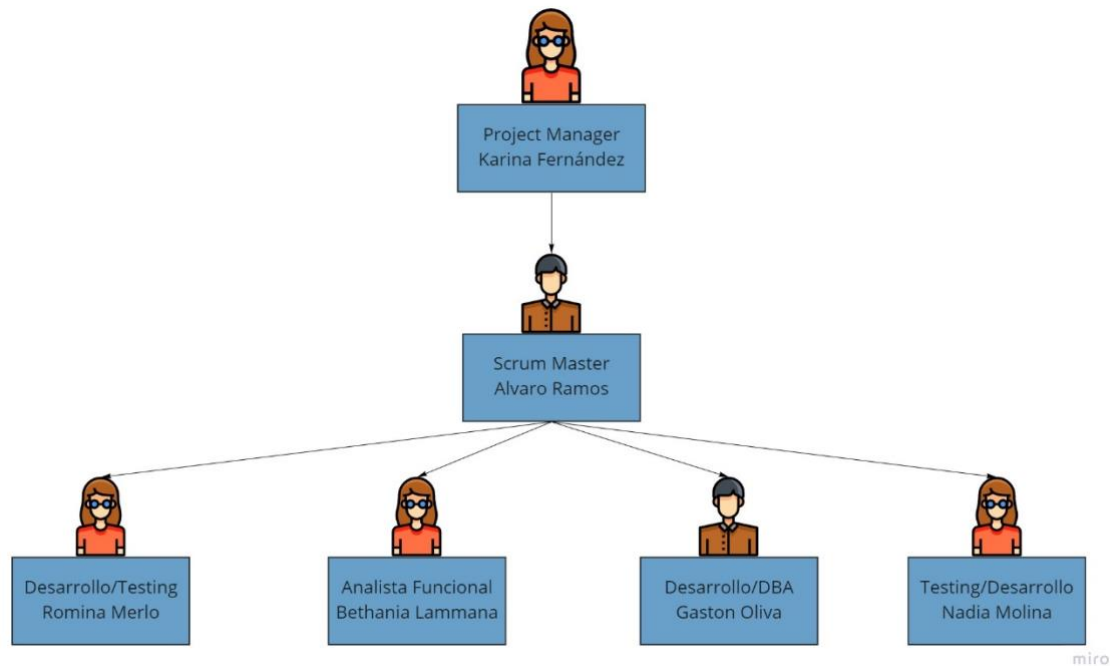 Project Manager
Karina Fernández
Scrum Master
Alvaro Ramos
Desarrollo/Testing
Romina Merlo
Analista Funcional
Bethania Lammana
Desarrollo/DBA
Gaston Oliva
Testing/Desarrollo
Nadia Molina
miro